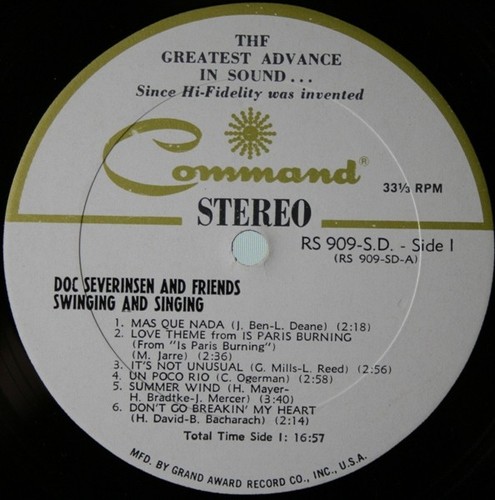 THE
GREATEST ADVANCE
IN SOUND...
Since Hi-Fidelity was invented
Command®
33⅓ RPM
STEREO
RS 909-S.D. - Side 1
(RS 909-SD-A)
DOC SEVERINSEN AND FRIENDS
SWINGING AND SINGING
1. MAS QUE NADA (J. Ben-L. Deane) (2:18)
2. LOVE THEME from IS PARIS BURNING
(From "Is Paris Burning")
(M. Jarre) (2:36)
3. IT'S NOT UNUSUAL (G. Mills-L. Reed) (2:56)
4. UN POCO RIO (C. Ogerman) (2:58)
5. SUMMER WIND (H. Mayer-
H. Bradtke-J. Mercer) (3:40)
6. DON'T GO BREAKIN' MY HEART
(H. David-B. Bacharach) (2:14)
Total Time Side 1: 16:57
MFD. BY GRAND AWARD RECORD CO., INC., U.S.A.